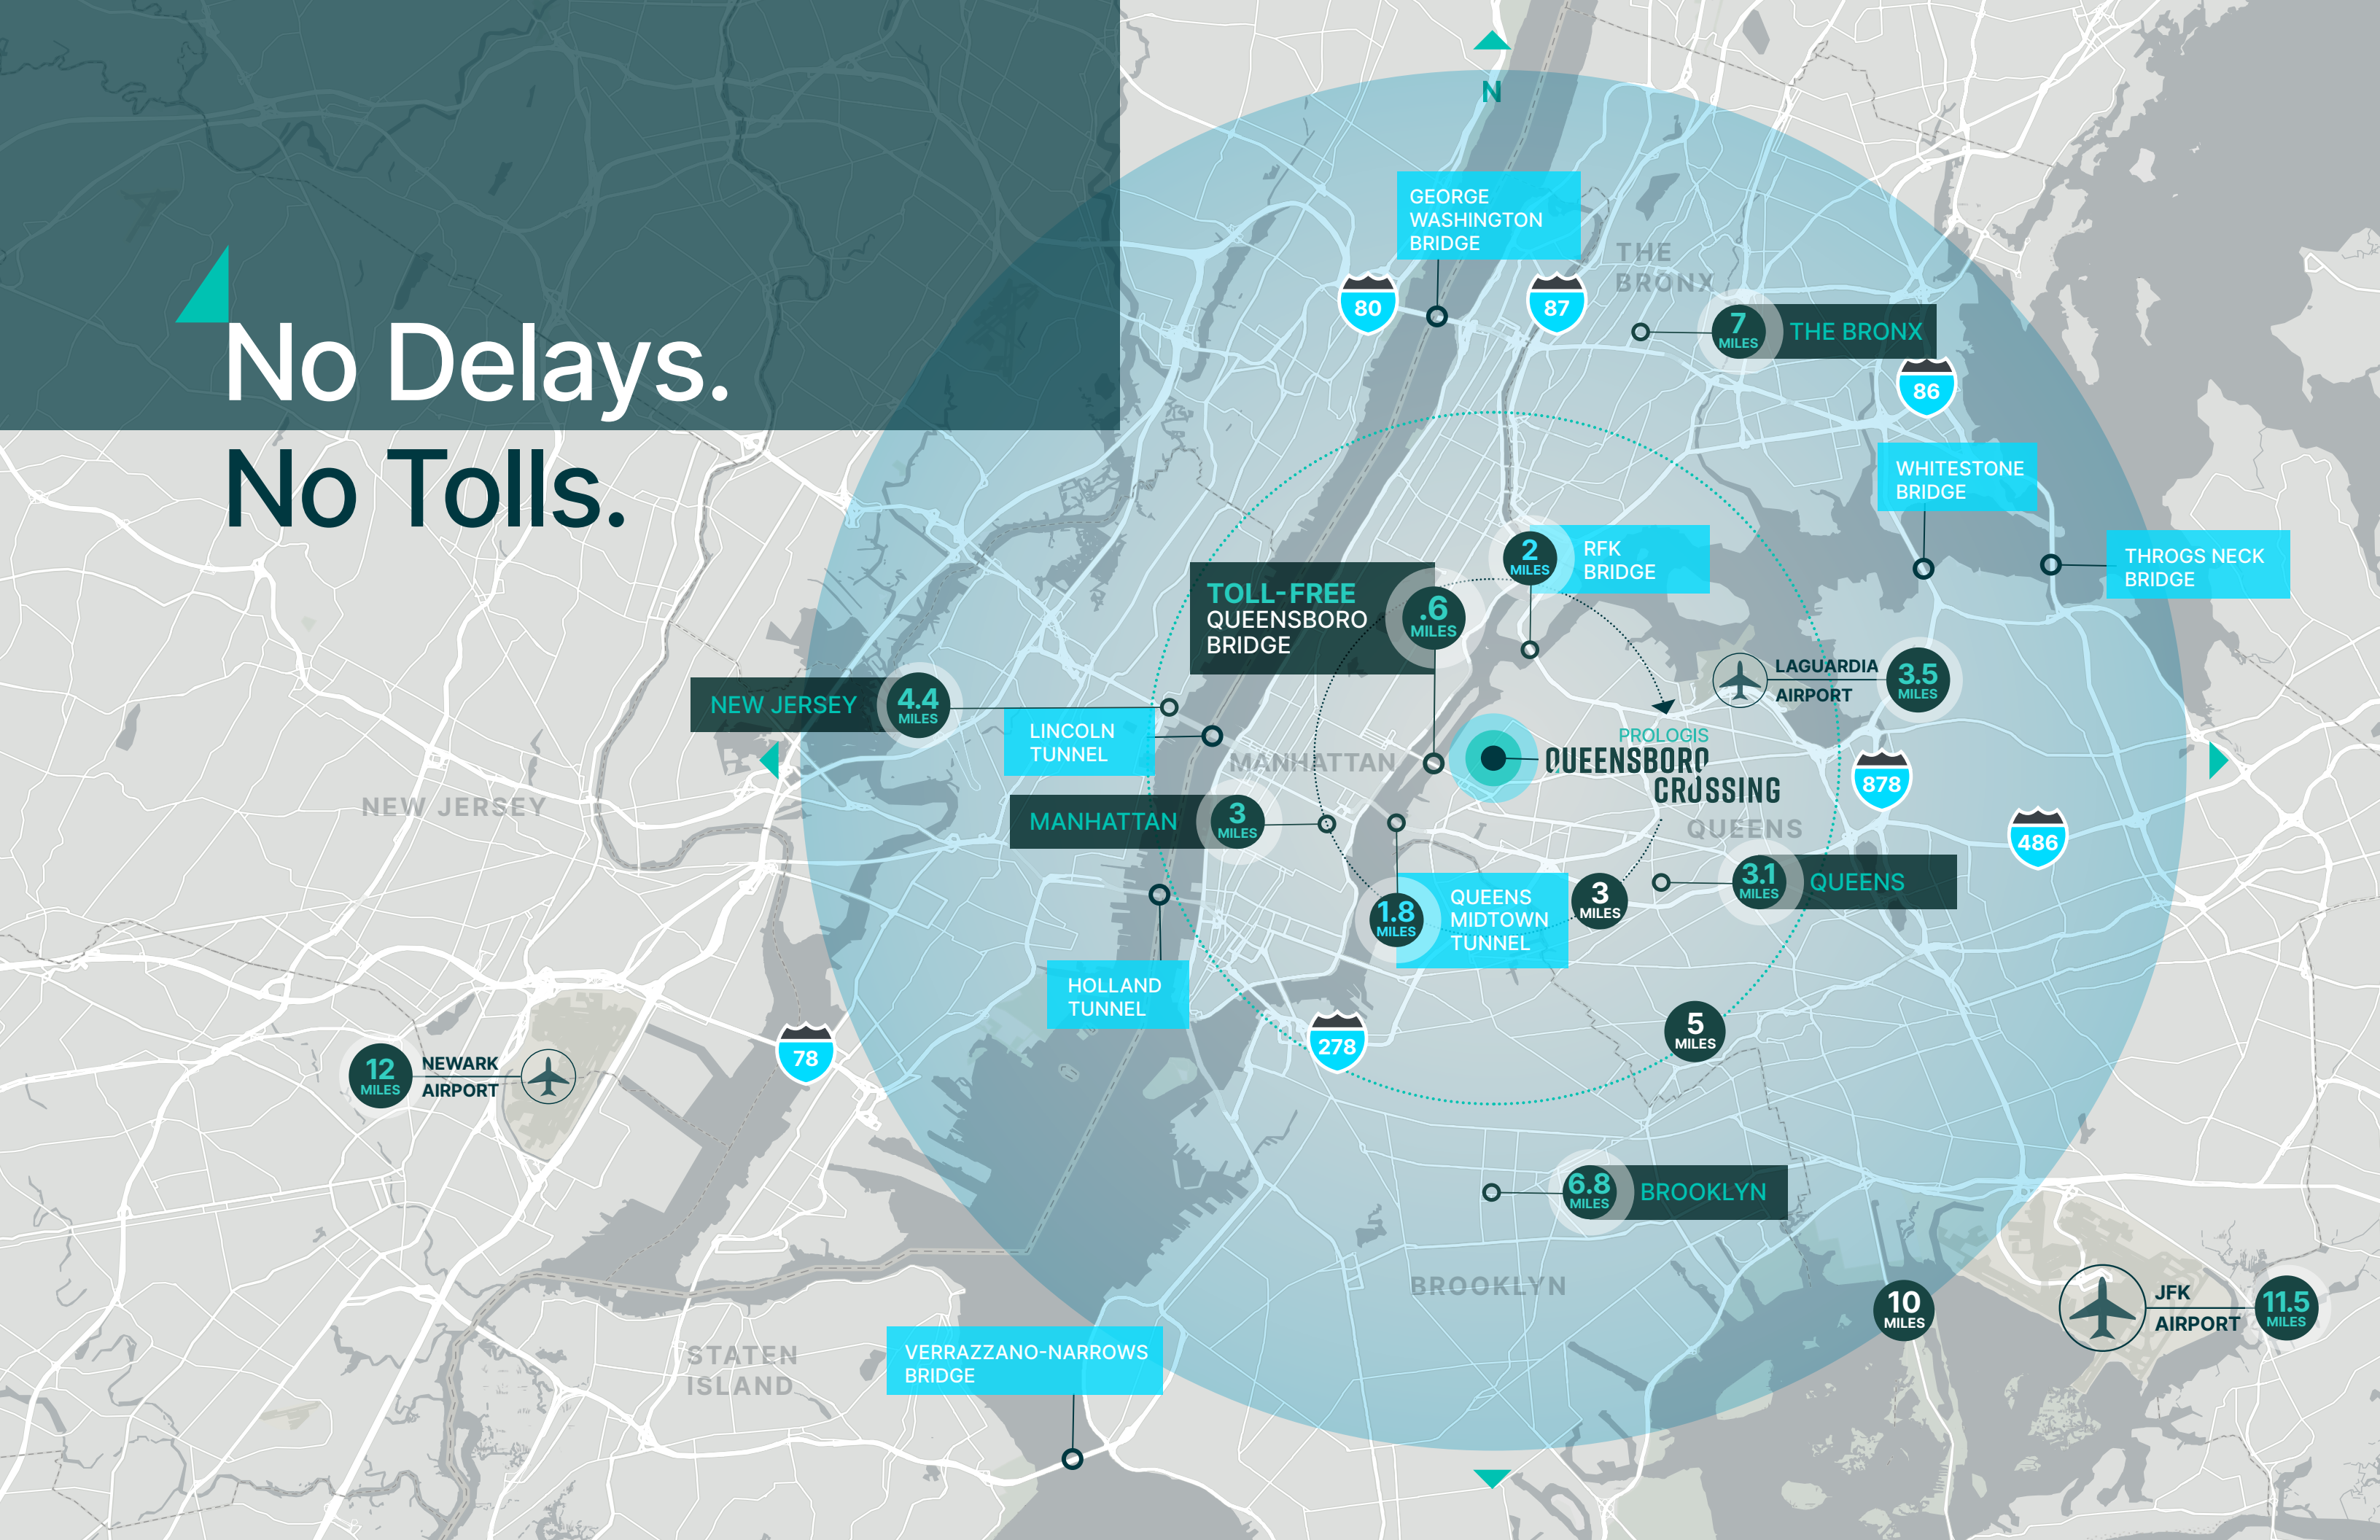 No Delays.
No Tolls.
N
GEORGE
WASHINGTON
BRIDGE
THE
BRONX
80
87
7
MILES
THE BRONX
86
WHITESTONE
BRIDGE
THROGS NECK
BRIDGE
2
MILES
RFK
BRIDGE
TOLL-FREE
QUEENSBORO
BRIDGE
.6
MILES
LAGUARDIA
AIRPORT
3.5
MILES
NEW JERSEY
4.4
MILES
LINCOLN
TUNNEL
MANHATTAN
PROLOGIS
QUEENSBORO
CROSSING
878
NEW JERSEY
MANHATTAN
3
MILES
QUEENS
486
3.1
MILES
QUEENS
1.8
MILES
QUEENS
MIDTOWN
TUNNEL
3
MILES
HOLLAND
TUNNEL
5
MILES
278
78
12
MILES
NEWARK
AIRPORT
6.8
MILES
BROOKLYN
BROOKLYN
10
MILES
JFK
AIRPORT
11.5
MILES
STATEN
ISLAND
VERRAZZANO-NARROWS
BRIDGE